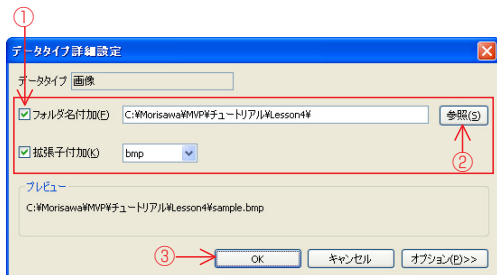 ①
データタイプ詳細設定
データタイプ 画像
フォルダ名付加(F) C:¥Morisawa¥MVP¥チュートリアル¥Lesson4¥ 参照(S)
②
拡張子付加(K) bmp
プレビュー
C:¥Morisawa¥MVP¥チュートリアル¥Lesson4¥sample.bmp
③ OK キャンセル オプション(P)>>